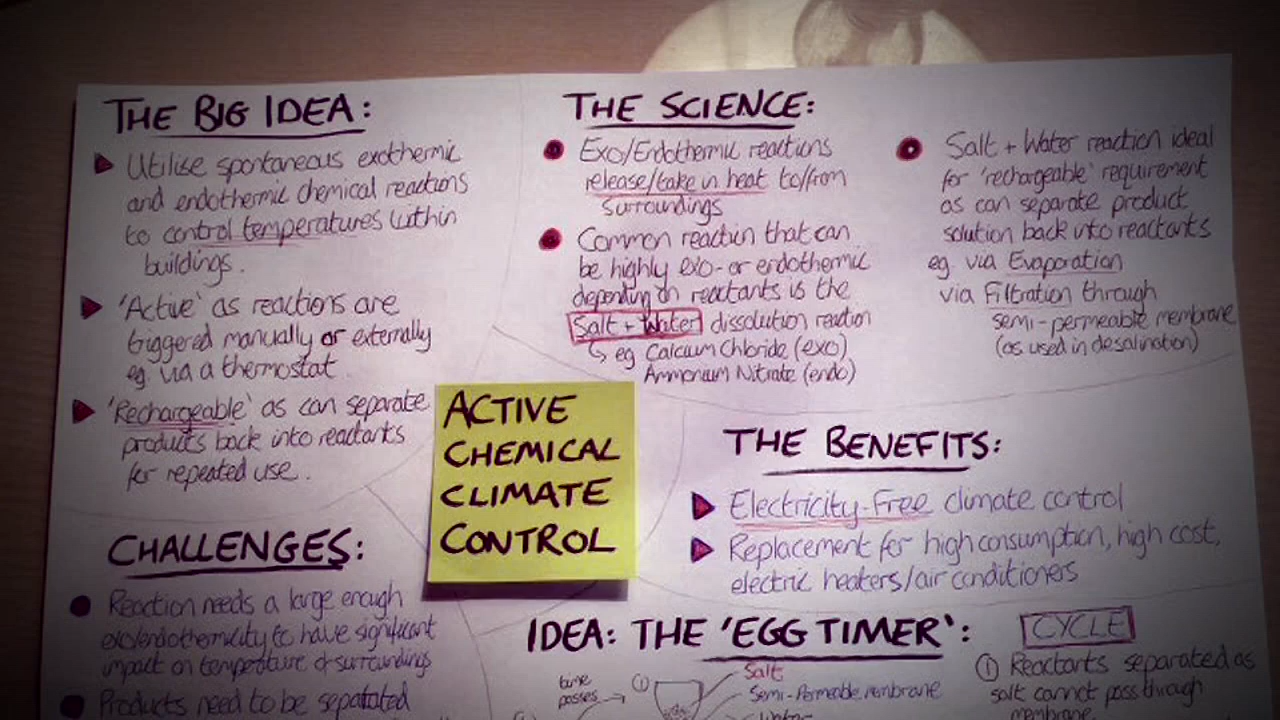 THE BIG IDEA:
Utilise spontaneous exothermic
and endothermic chemical reactions
to control temperatures within
buildings.
'Active' as reactions are
triggered manually or externally
eg. via a thermostat.
'Rechargeable' as can separate
products back into reactants
for repeated use.
THE SCIENCE:
Exo/Endothermic reactions
release/take in heat to/from
surroundings
Common reaction that can
be highly exo- or endothermic
depending on reactants is the
Salt + Water dissolution reaction
eg Calcium Chloride (exo)
Ammonium Nitrate (endo)
Salt + Water reaction ideal
for 'rechargeable' requirement
as can separate product
solution back into reactants
eg. via Evaporation
via Filtration through
semi-permeable membrane
(as used in desalination)
ACTIVE
CHEMICAL
CLIMATE
CONTROL
THE BENEFITS:
Electricity-Free climate control
Replacement for high consumption, high cost,
electric heaters/air conditioners
CHALLENGES:
Reaction needs a large enough
exo/endothermicity to have significant
impact on temperature of surroundings
Products need to be separated
IDEA: THE 'EGG TIMER':
time
passes
①
Salt
Semi-Permeable membrane
Water
CYCLE
① Reactants separated as
salt cannot pass through
membrane.